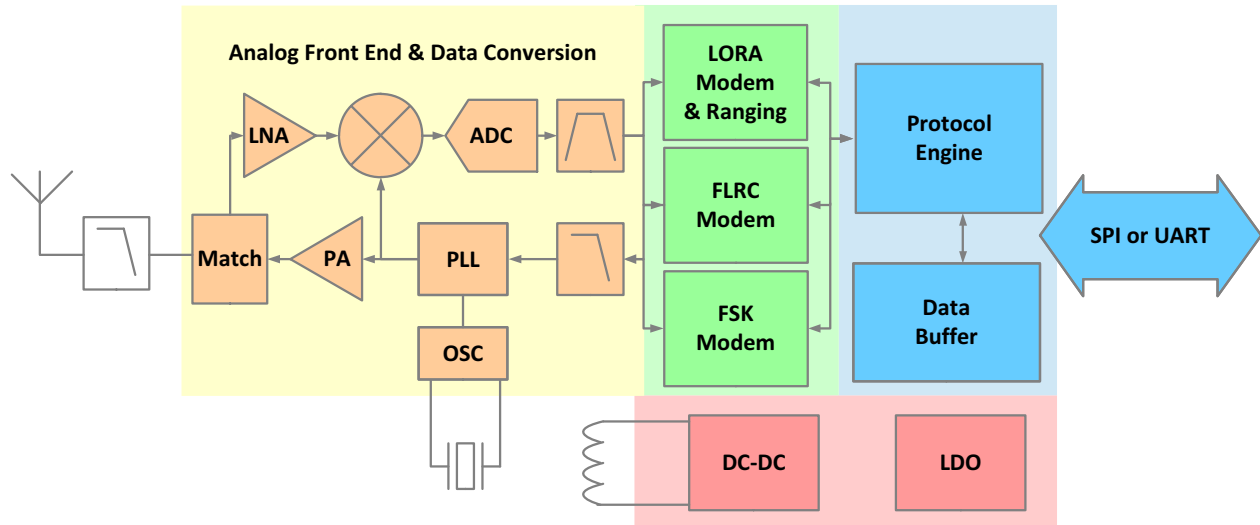 Analog Front End & Data Conversion
LNA
ADC
Match
PA
PLL
OSC
LORA
Modem
& Ranging
FLRC
Modem
FSK
Modem
Protocol
Engine
Data
Buffer
SPI or UART
DC-DC
LDO